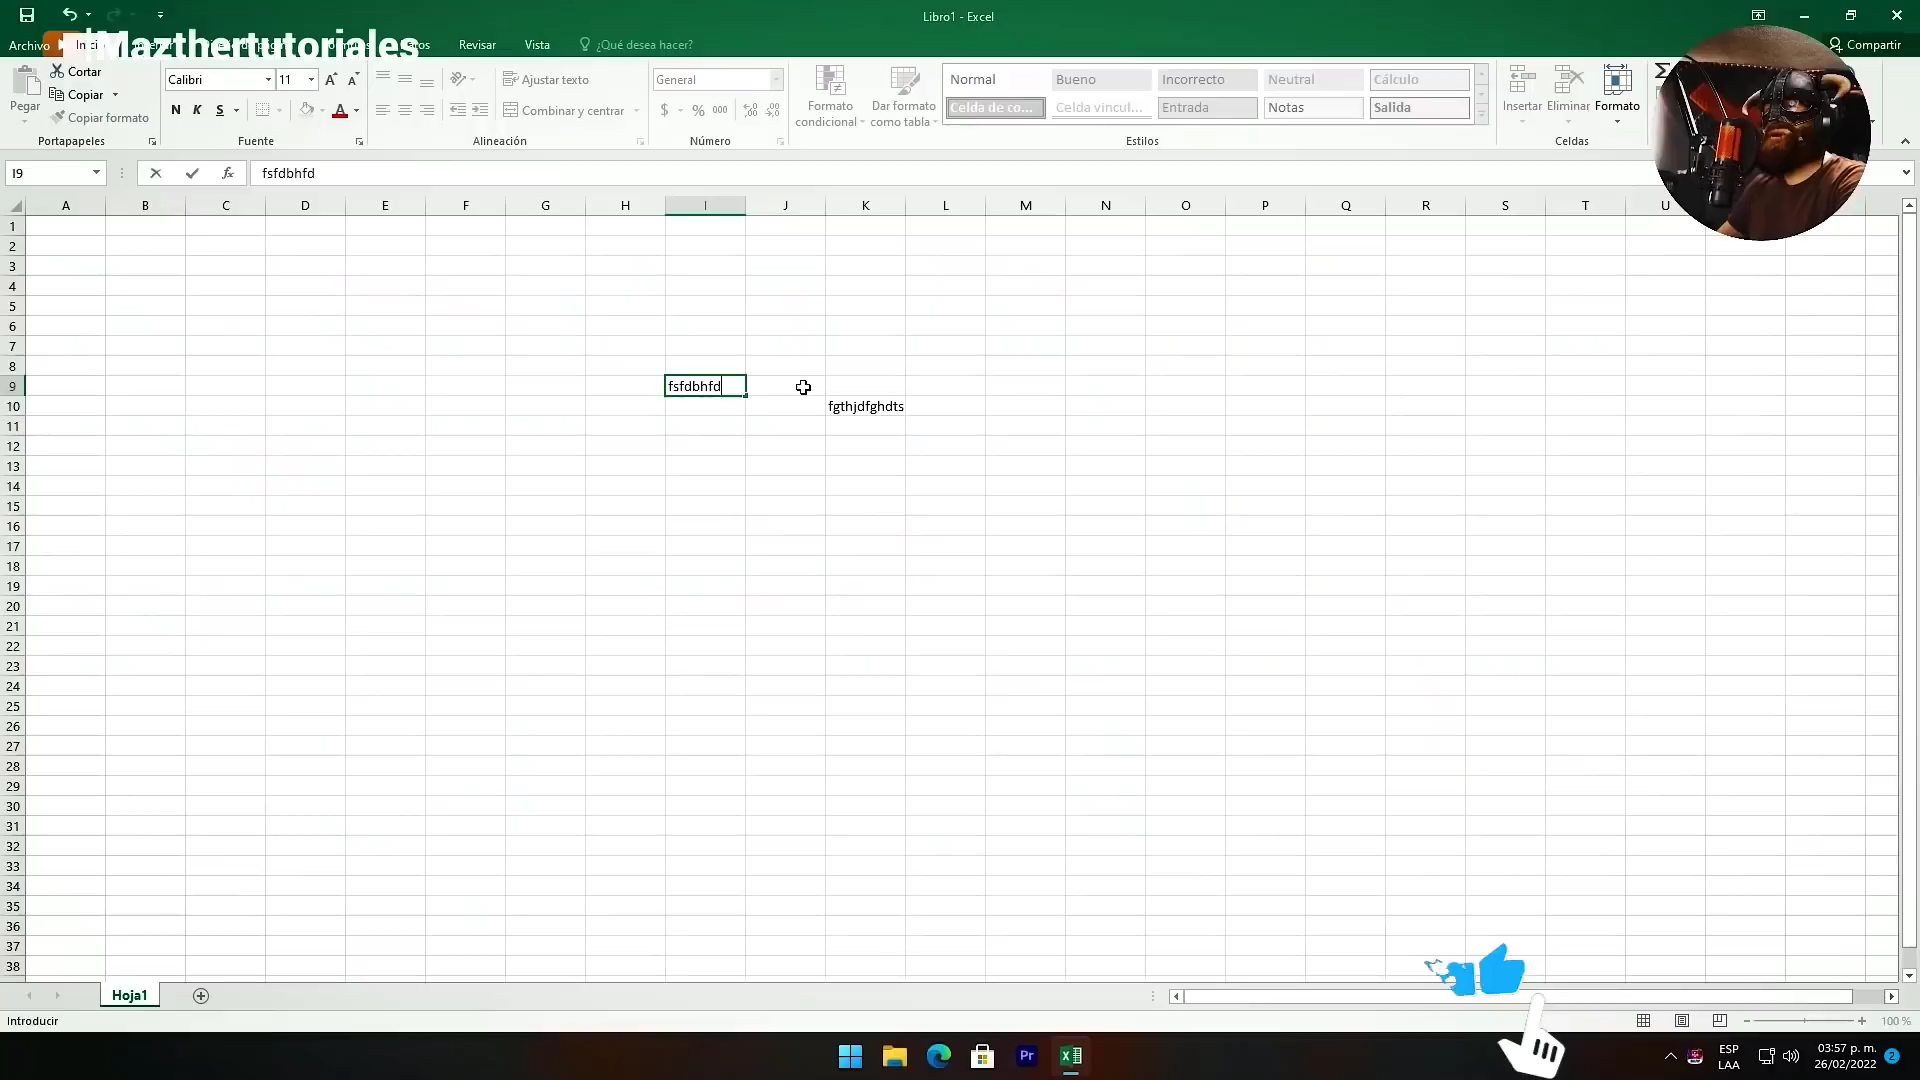 Libro1 - Excel
Archivo
Mazthertutoriales
Revisar
Vista
¿Qué desea hacer?
Compartir
Pegar
Cortar
Copiar
Copiar formato
Portapapeles
Calibri
11
A A
N K S
A
Fuente
Ajustar texto
Combinar y centrar
Alineación
General
$ % 000
Número
Formato condicional
Dar formato como tabla
Normal
Bueno
Incorrecto
Neutral
Cálculo
Celda de co...
Celda vincul...
Entrada
Notas
Salida
Estilos
Insertar
Eliminar
Formato
Celdas
I9
fx
fsfdbhfd
A B C D E F G H I J K L M N O P Q R S T U
1
2
3
4
5
6
7
8
9
fsfdbhfd
10
fgthjdfghdts
11
12
13
14
15
16
17
18
19
20
21
22
23
24
25
26
27
28
29
30
31
32
33
34
35
36
37
38
Hoja1
Introducir
100 %
Pr
ESP
LAA
03:57 p. m.
26/02/2022
2